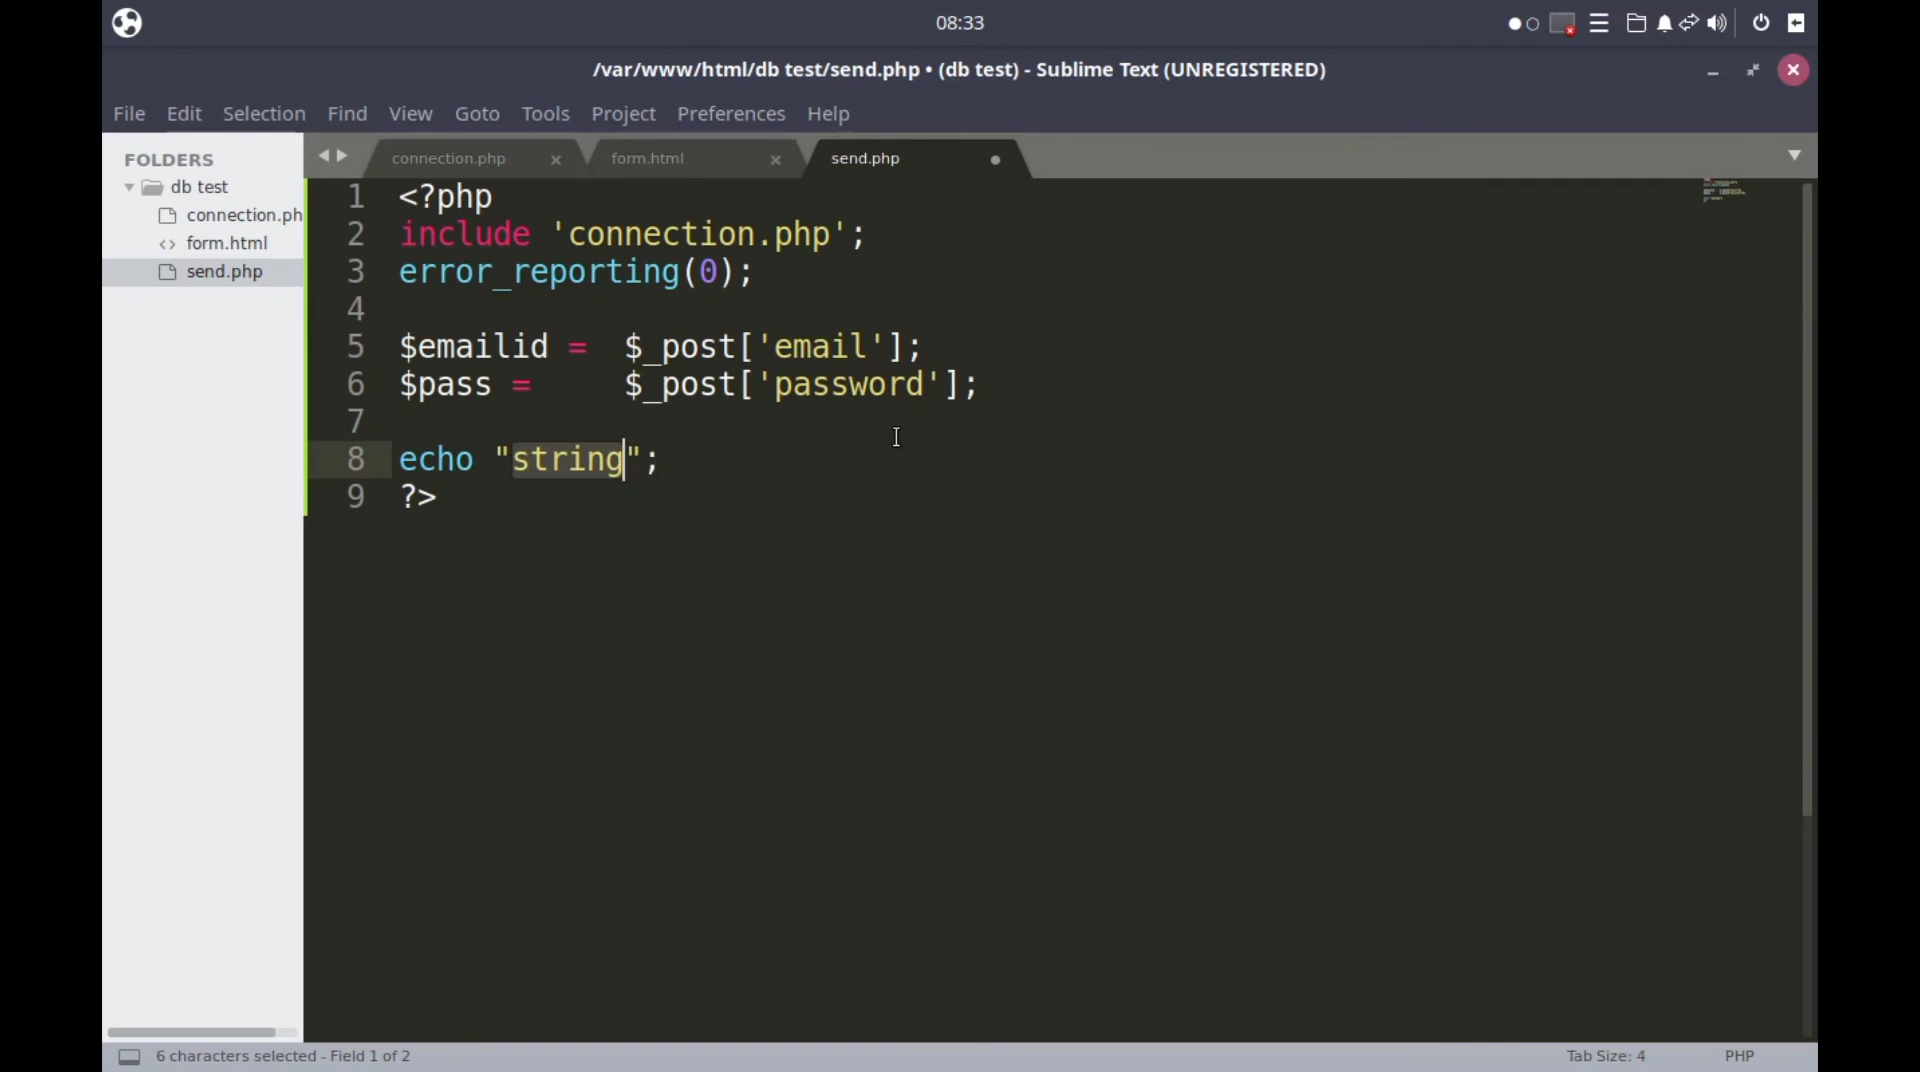 08:33
/var/www/html/db test/send.php • (db test) - Sublime Text (UNREGISTERED)
File Edit Selection Find View Goto Tools Project Preferences Help
FOLDERS
db test
connection.ph
form.html
send.php
connection.php form.html send.php
1 <?php
2 include 'connection.php';
3 error_reporting(0);
4
5 $emailid =  $_post['email'];
6 $pass =     $_post['password'];
7
8 echo "string";
9 ?>
6 characters selected - Field 1 of 2
Tab Size: 4 PHP